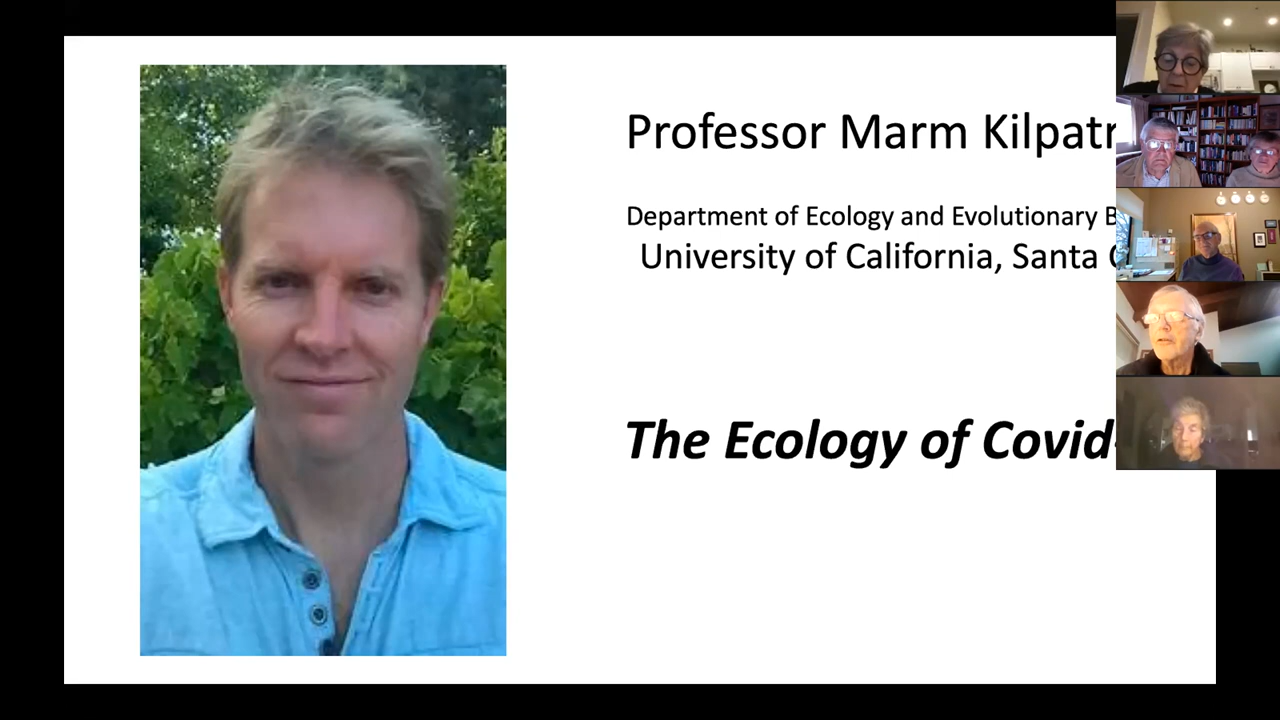 Professor Marm Kilpatr
Department of Ecology and Evolutionary B
University of California, Santa C
The Ecology of Covid-